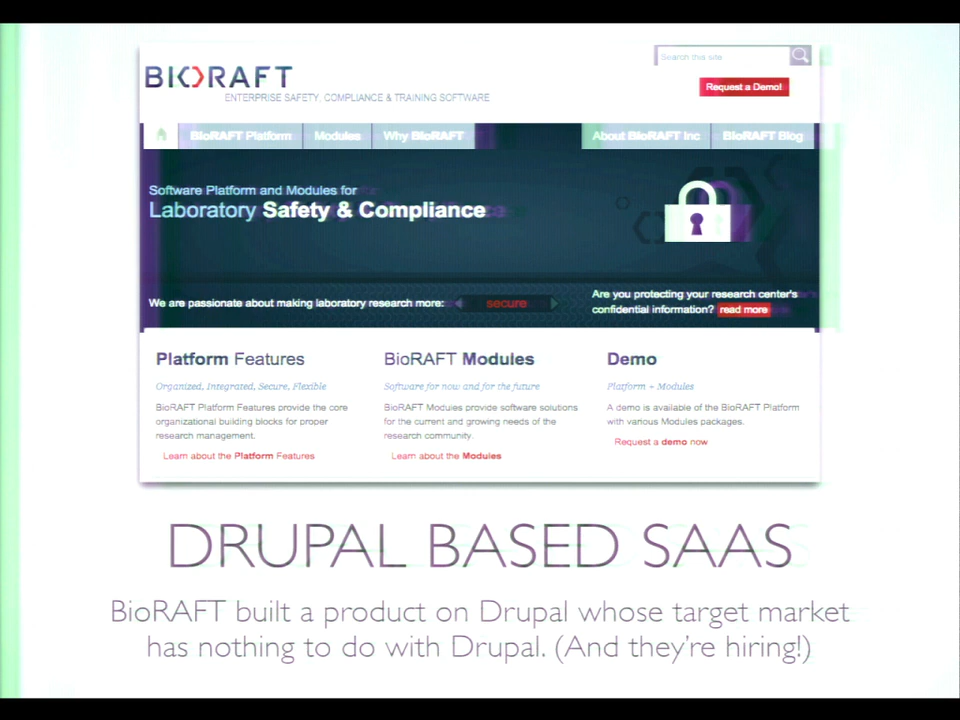 BIORAFT
ENTERPRISE SAFETY, COMPLIANCE & TRAINING SOFTWARE
Search this site
Request a Demo!
BioRAFT Platform Modules Why BioRAFT About BioRAFT Inc BioRAFT Blog
Software Platform and Modules for
Laboratory Safety & Compliance
We are passionate about making laboratory research more: secure
Are you protecting your research center's
confidential information? read more
Platform Features
Organized, Integrated, Secure, Flexible
BioRAFT Platform Features provide the core
organizational building blocks for proper
research management.
Learn about the Platform Features
BioRAFT Modules
Software for now and for the future
BioRAFT Modules provide software solutions
for the current and growing needs of the
research community.
Learn about the Modules
Demo
Platform + Modules
A demo is available of the BioRAFT Platform
with various Modules packages.
Request a demo now
DRUPAL BASED SAAS
BioRAFT built a product on Drupal whose target market
has nothing to do with Drupal. (And they're hiring!)